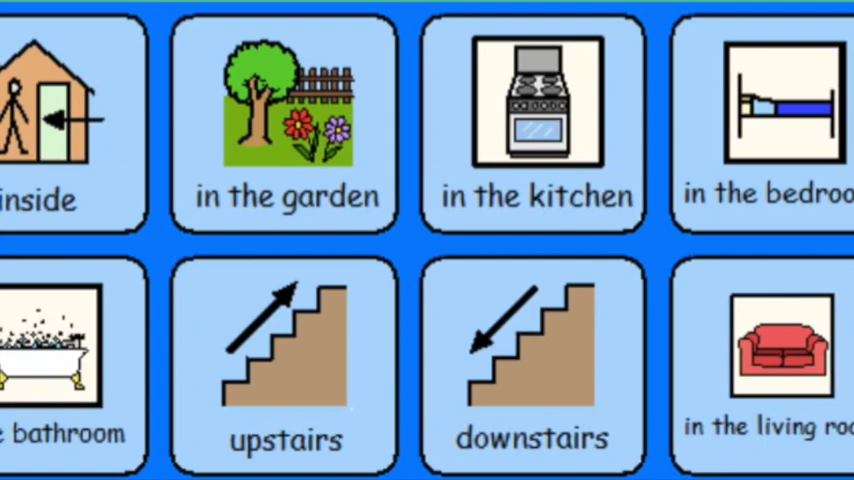 inside
in the garden
in the kitchen
in the
bathroom
upstairs
downstairs
in the living